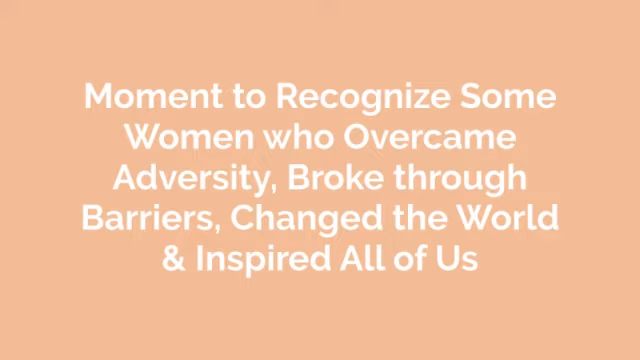 Moment to Recognize Some
Women who Overcame
Adversity, Broke through
Barriers, Changed the World
& Inspired All of Us